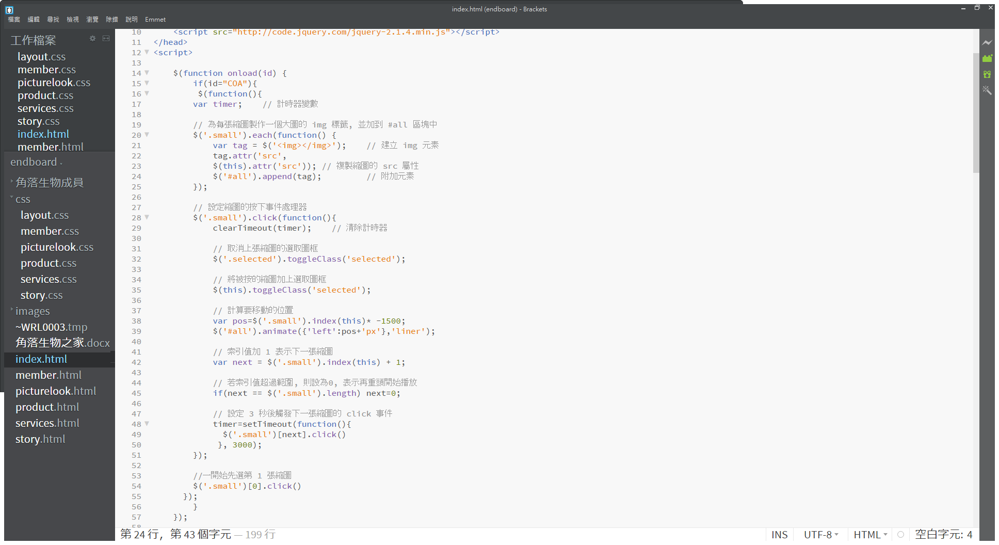 index.html (endboard) - Brackets
檔案 編輯 尋找 檢視 瀏覽 除錯 說明 Emmet
工作檔案
layout.css
member.css
picturelook.css
product.css
services.css
story.css
index.html
member.html
endboard
角落生物成員
css
layout.css
member.css
picturelook.css
product.css
services.css
story.css
images
~WRL0003.tmp
角落生物之家.docx
index.html
member.html
picturelook.html
product.html
services.html
story.html
10 <script src="http://code.jquery.com/jquery-2.1.4.min.js"></script>
11 </head>
12 <script>
13
14 $(function onload(id) {
15 if(id="COA"){
16 $(function(){
17 var timer; // 計時器變數
18
19 // 為每張縮圖製作一個大圖的 img 標籤, 並加到 #all 區塊中
20 $('.small').each(function() {
21 var tag = $('<img></img>'); // 建立 img 元素
22 tag.attr('src',
23 $(this).attr('src')); // 複製縮圖的 src 屬性
24 $('#all').append(tag); // 附加元素
25 });
26
27 // 設定縮圖的按下事件處理器
28 $('.small').click(function(){
29 clearTimeout(timer); // 清除計時器
30
31 // 取消上張縮圖的選取圖框
32 $('.selected').toggleClass('selected');
33
34 // 將被按的縮圖加上選取圖框
35 $(this).toggleClass('selected');
36
37 // 計算要移動的位置
38 var pos=$('.small').index(this)* -1500;
39 $('#all').animate({'left':pos+'px'},'liner');
40
41 // 索引值加 1 表示下一張縮圖
42 var next = $('.small').index(this) + 1;
43
44 // 若索引值超過範圍, 則設為0, 表示再重頭開始播放
45 if(next == $('.small').length) next=0;
46
47 // 設定 3 秒後觸發下一張縮圖的 click 事件
48 timer=setTimeout(function(){
49 $('.small')[next].click()
50 }, 3000);
51 });
52
53 //一開始先選第 1 張縮圖
54 $('.small')[0].click()
55 });
56 }
57 });
58
第 24 行，第 43 個字元 — 199 行
INS UTF-8 HTML 空白字元: 4